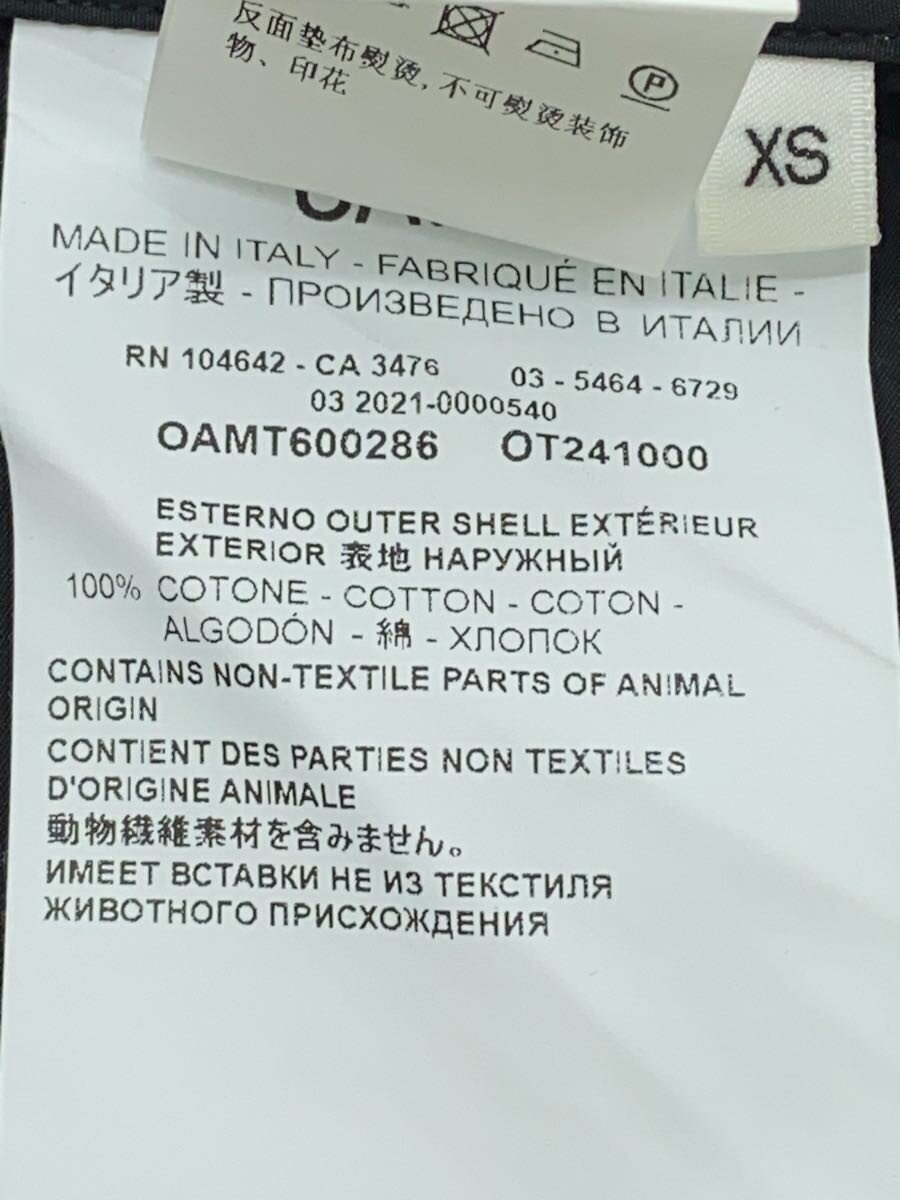 反面垫布熨烫,不可熨烫装饰
物、印花
P
XS
MADE IN ITALY - FABRIQUÉ EN ITALIE -
イタリア製 - ПРОИЗВЕДЕНО В ИТАЛИИ
RN 104642 - CA 3476 03 - 5464 - 6729
03 2021-0000540
OAMT600286 OT241000
ESTERNO OUTER SHELL EXTÉRIEUR
EXTERIOR 表地 НАРУЖНЫЙ
100% COTONE - COTTON - COTON -
ALGODÓN - 綿 - ХЛОПОК
CONTAINS NON-TEXTILE PARTS OF ANIMAL
ORIGIN
CONTIENT DES PARTIES NON TEXTILES
D'ORIGINE ANIMALE
動物繊維素材を含みません。
ИМЕЕТ ВСТАВКИ НЕ ИЗ ТЕКСТИЛЯ
ЖИВОТНОГО ПРИСХОЖДЕНИЯ